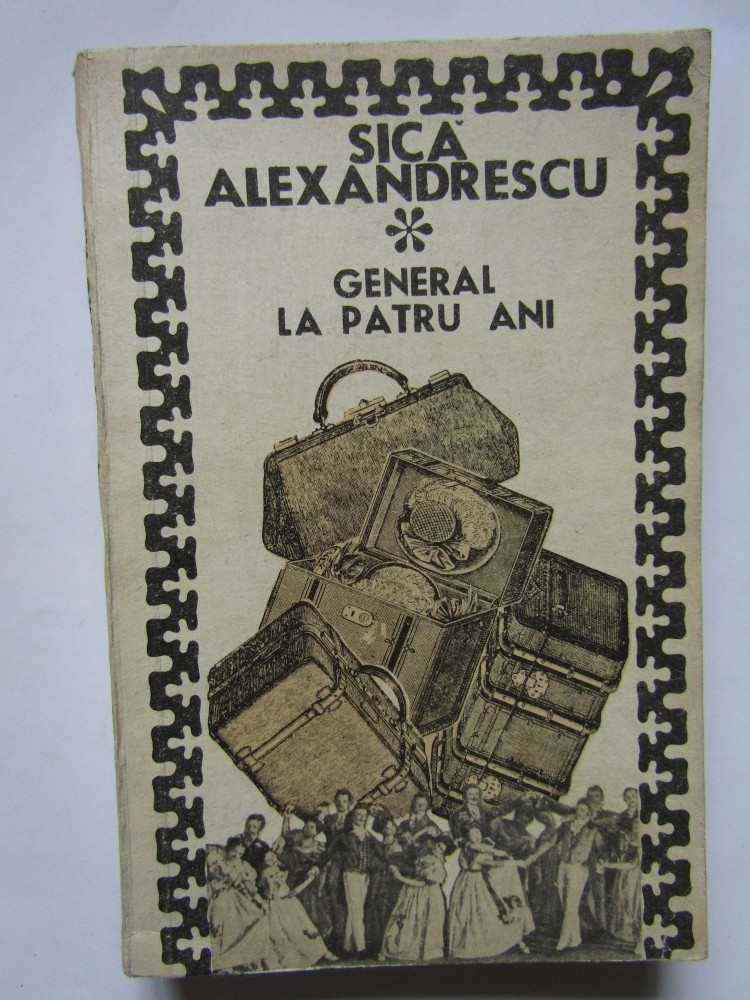 SICĂ
ALEXANDRESCU
*
GENERAL
LA PATRU ANI